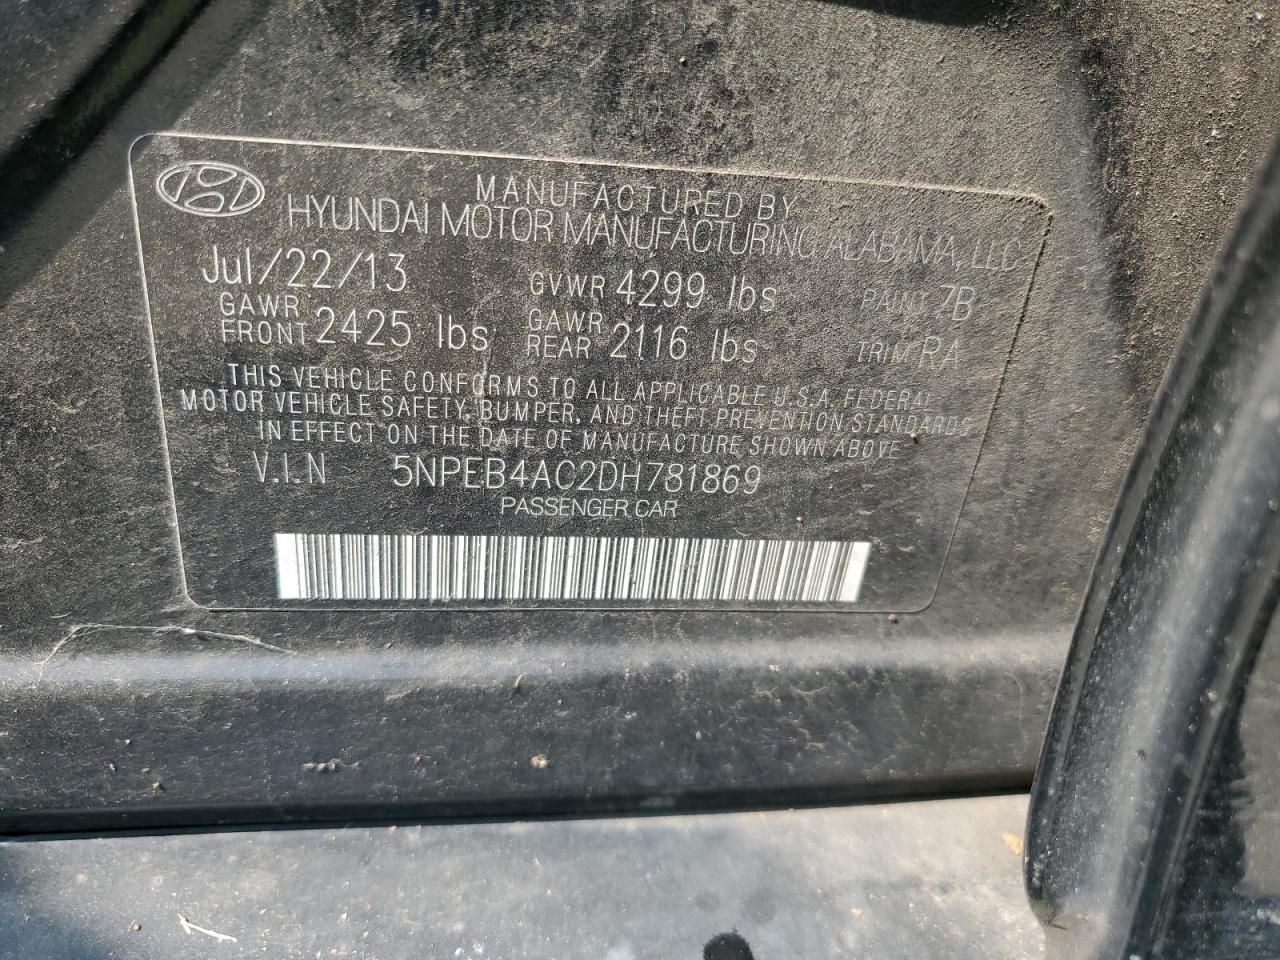 MANUFACTURED BY
HYUNDAI MOTOR MANUFACTURING ALABAMA, LLC
Jul/22/13 GVWR 4299 lbs PAINT ZB
GAWR FRONT 2425 lbs GAWR REAR 2116 lbs TRIM RA
THIS VEHICLE CONFORMS TO ALL APPLICABLE U.S.A. FEDERAL
MOTOR VEHICLE SAFETY, BUMPER, AND THEFT PREVENTION STANDARDS
IN EFFECT ON THE DATE OF MANUFACTURE SHOWN ABOVE
V.I.N 5NPEB4AC2DH781869
PASSENGER CAR